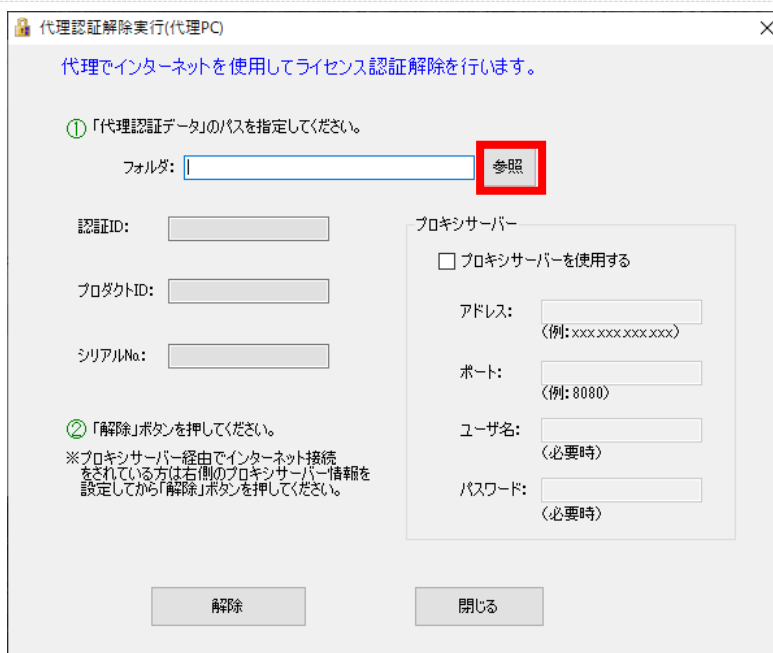 代理認証解除実行(代理PC)
代理でインターネットを使用してライセンス認証解除を行います。
①「代理認証データ」のパスを指定してください。
フォルダ:
参照
認証ID:
プロダクトID:
シリアルNo.:
②「解除」ボタンを押してください。
※プロキシサーバー経由でインターネット接続
をされている方は右側のプロキシサーバー情報を
設定してから「解除」ボタンを押してください。
プロキシサーバー
プロキシサーバーを使用する
アドレス:
(例:xxx.xxx.xxx.xxx)
ポート:
(例:8080)
ユーザ名:
(必要時)
パスワード:
(必要時)
解除
閉じる